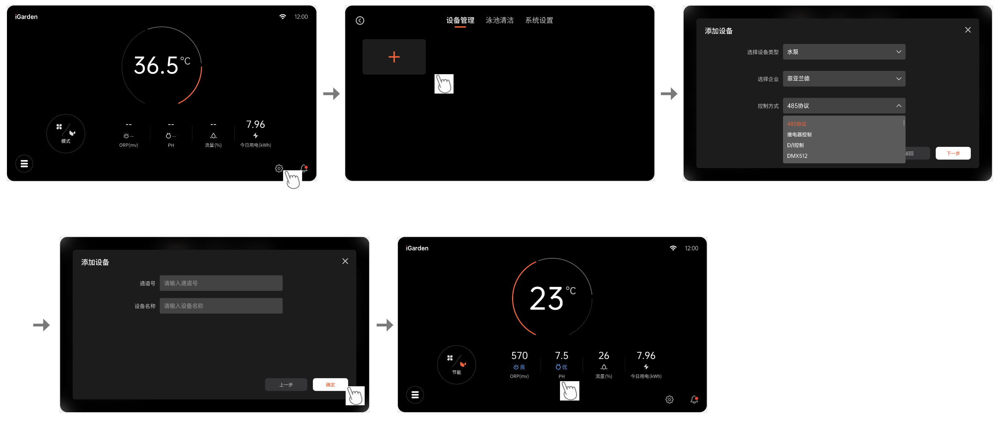 iGarden
12:00
36.5 °C
-- -- -- 7.96
-- --
模式
ORP(mv) PH 流量(%) 今日用电(kWh)
设备管理 泳池清洁 系统设置
添加设备
选择设备类型 水泵
选择企业 菲亚兰德
控制方式 485协议
485协议
继电器控制
D/I控制
DMX512
返回 下一步
添加设备
通道号 请输入通道号
设备名称 请输入设备名称
上一步 确定
iGarden
12:00
23 °C
570 7.5 26 7.96
良 优
节能
ORP(mv) PH 流量(%) 今日用电(kWh)